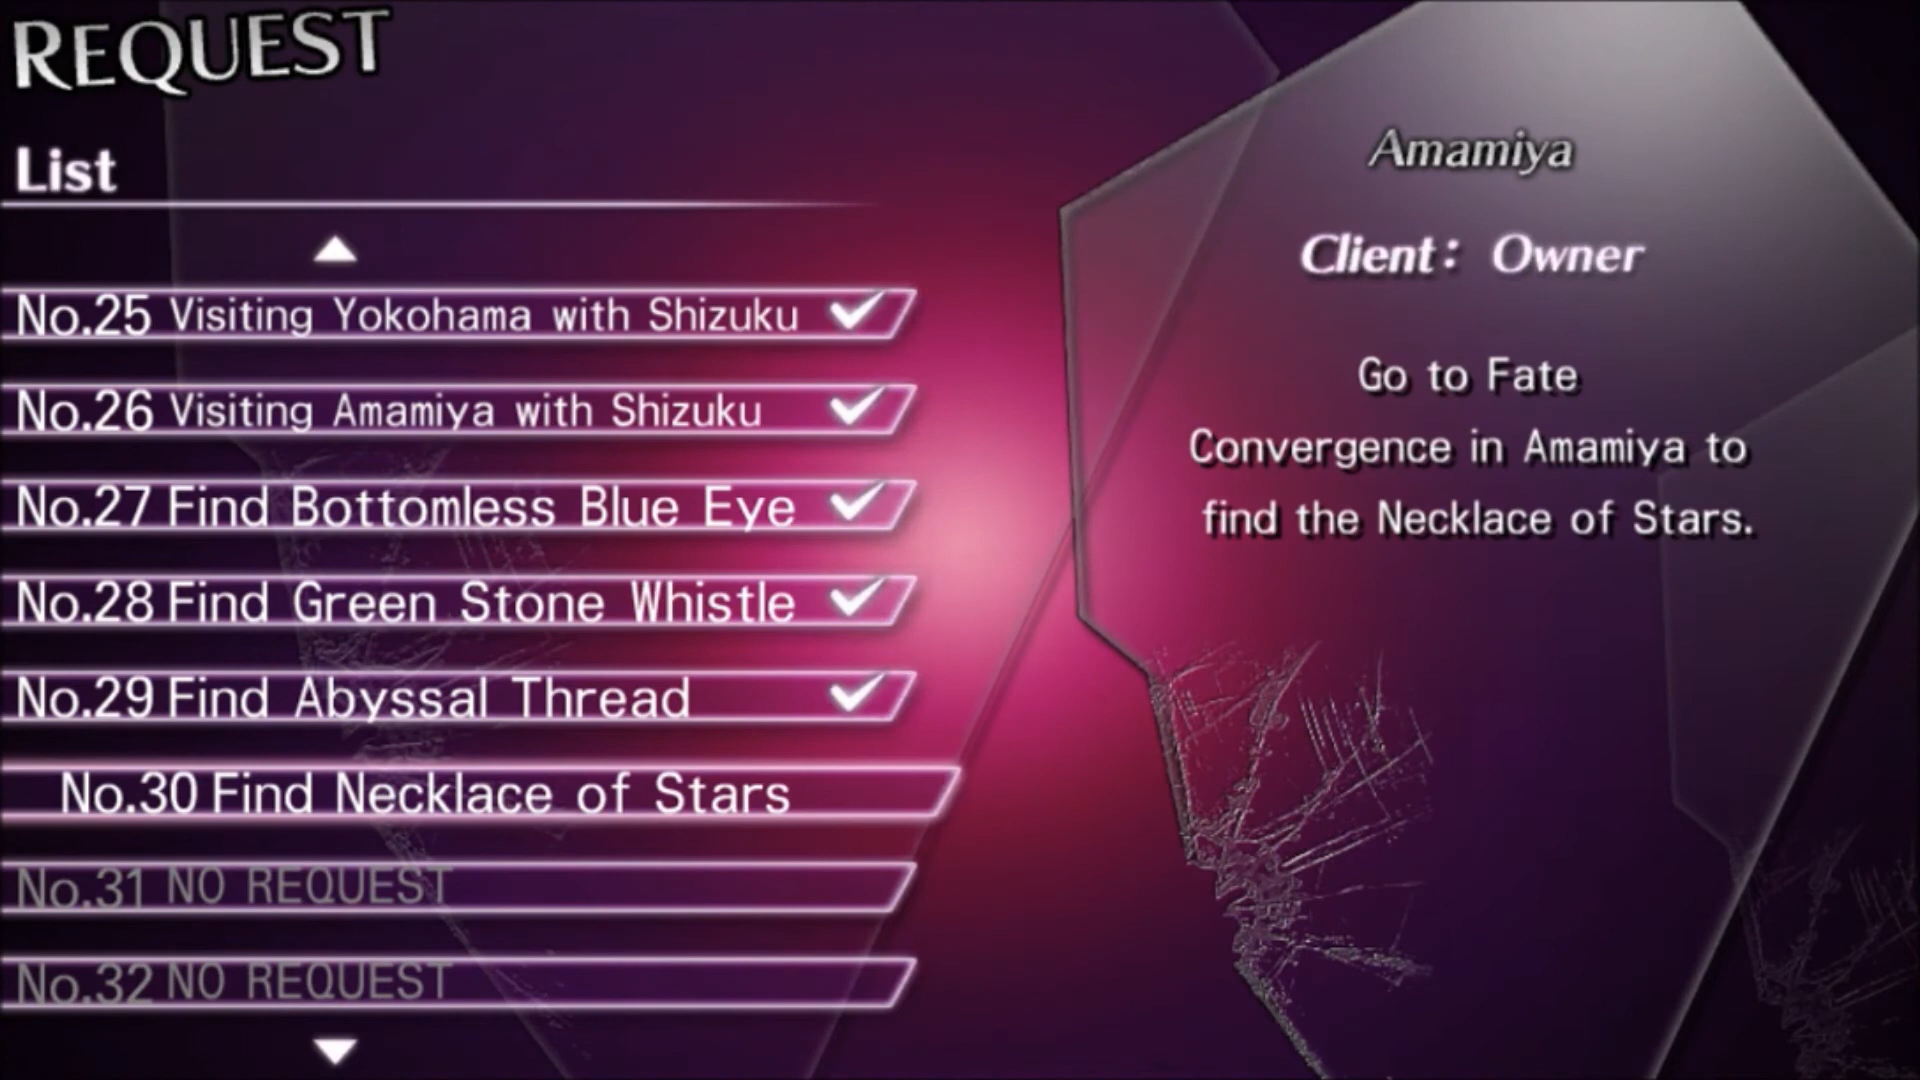 REQUEST
List
No.25 Visiting Yokohama with Shizuku
No.26 Visiting Amamiya with Shizuku
No.27 Find Bottomless Blue Eye
No.28 Find Green Stone Whistle
No.29 Find Abyssal Thread
No.30 Find Necklace of Stars
No.31 NO REQUEST
No.32 NO REQUEST
Amamiya
Client: Owner
Go to Fate
Convergence in Amamiya to
find the Necklace of Stars.